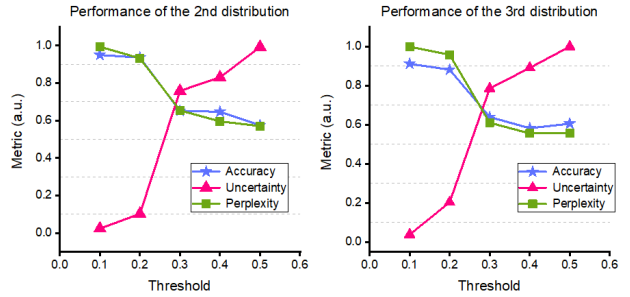 Performance of the 2nd distribution
Metric (a.u.)
1.0
0.8
0.6
0.4
0.2
0.0
Accuracy
Uncertainty
Perplexity
0.0 0.1 0.2 0.3 0.4 0.5 0.6
Threshold
Performance of the 3rd distribution
Metric (a.u.)
1.0
0.8
0.6
0.4
0.2
0.0
Accuracy
Uncertainty
Perplexity
0.0 0.1 0.2 0.3 0.4 0.5 0.6
Threshold